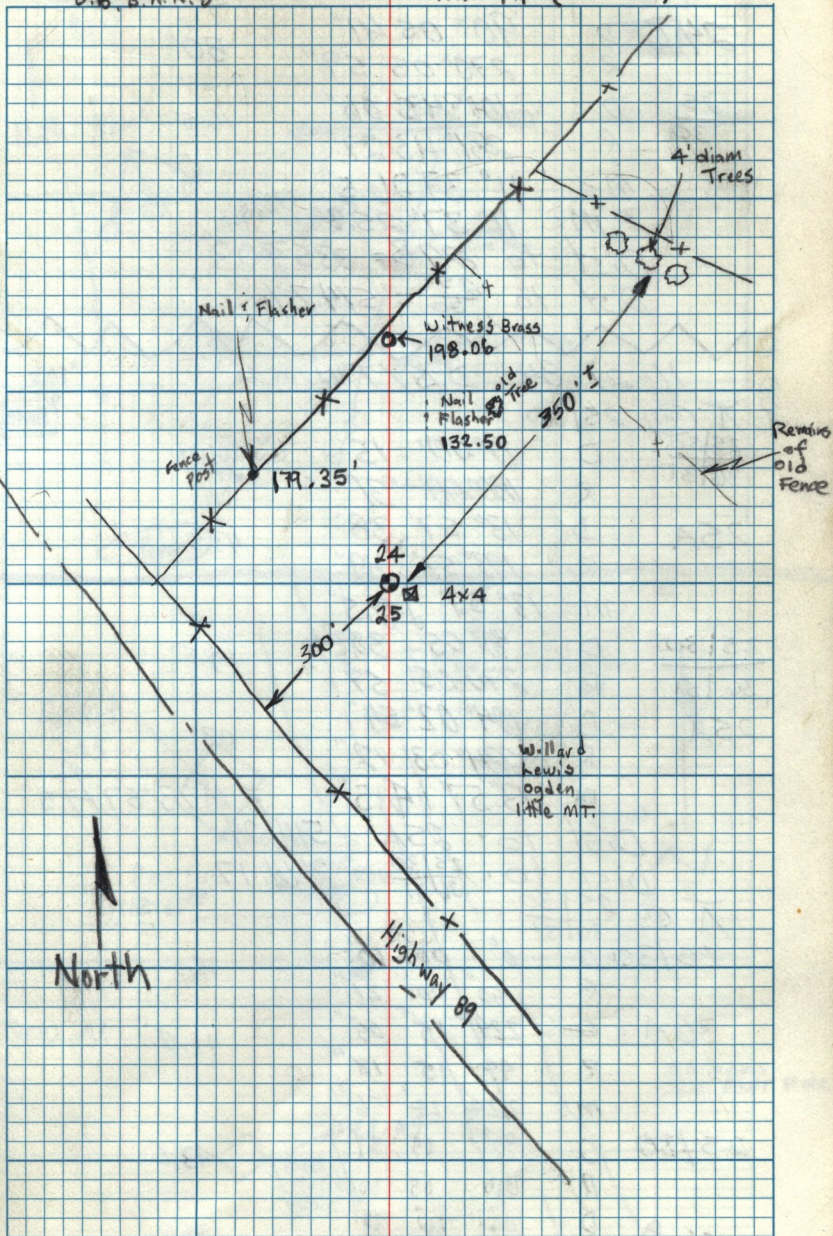 4' diam
Trees
Nail & Flasher
Witness Brass
198.06
Nail
Flasher
132.50
old
Tree
350' ±
Remains
of
old
Fence
Fence
Post
179.35'
24
25
4x4
300'
Willard
Lewis
Ogden
little MT.
North
Highway 89